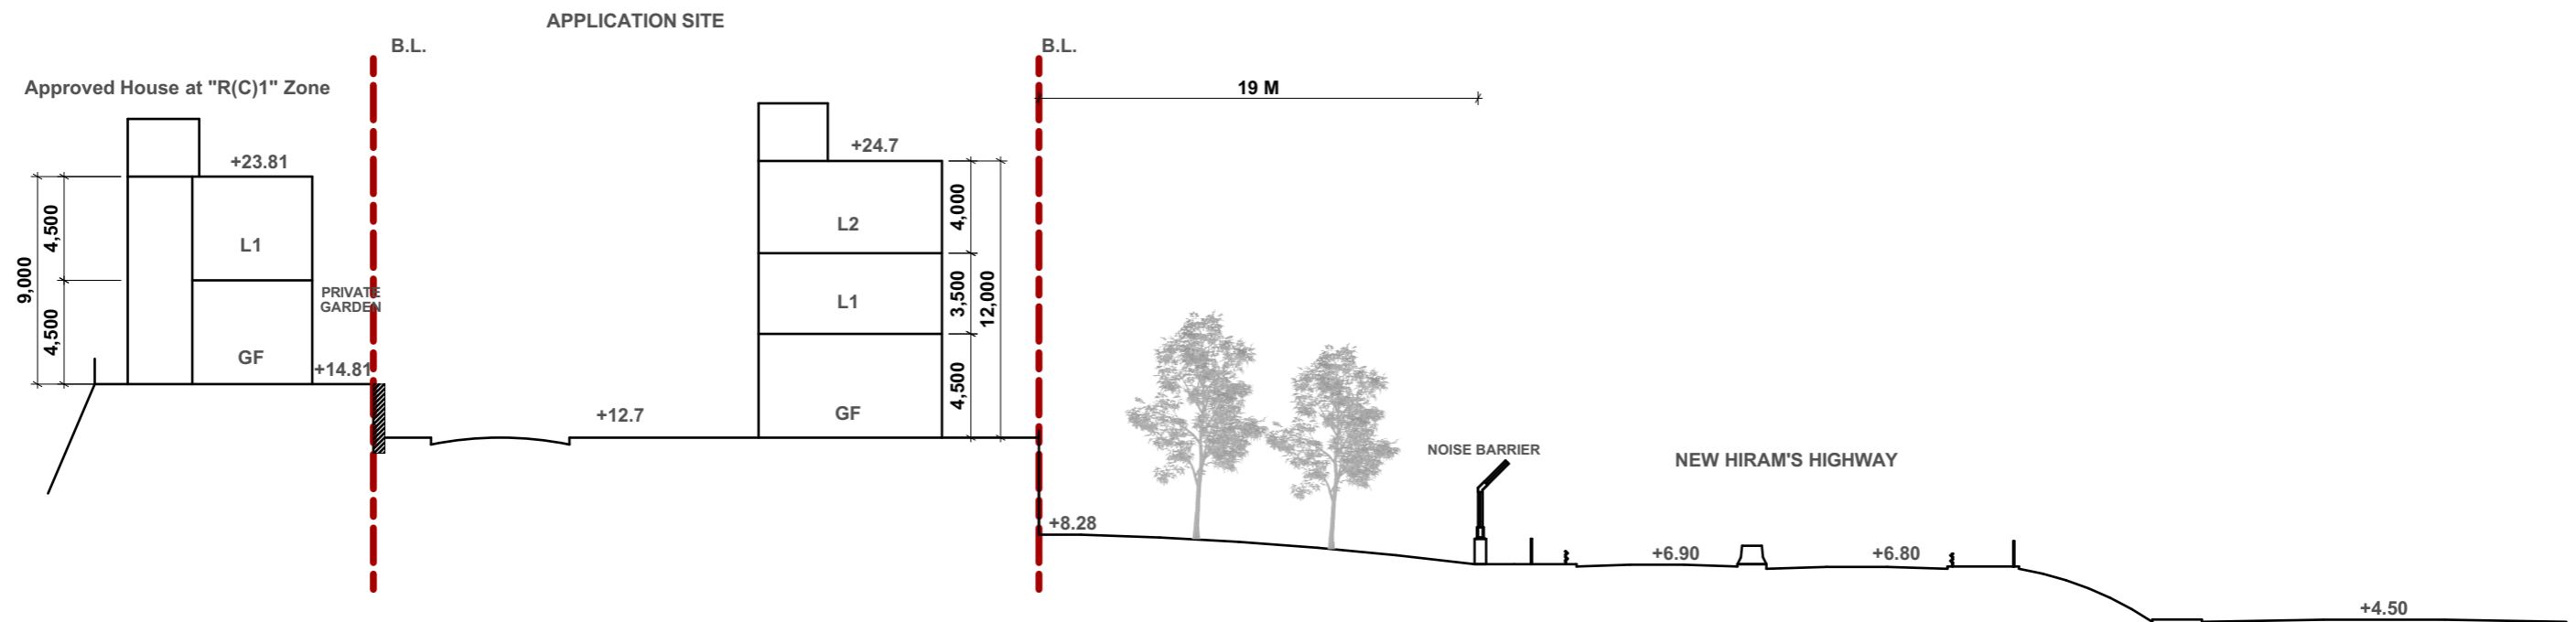 APPLICATION SITE
B.L.
B.L.
Approved House at "R(C)1" Zone
19 M
+23.81
+24.7
4,500
4,500
9,000
L1
GF
PRIVATE
GARDEN
+14.81
+12.7
L2
L1
GF
4,000
3,500
4,500
12,000
+8.28
NOISE BARRIER
NEW HIRAM'S HIGHWAY
+6.90
+6.80
+4.50